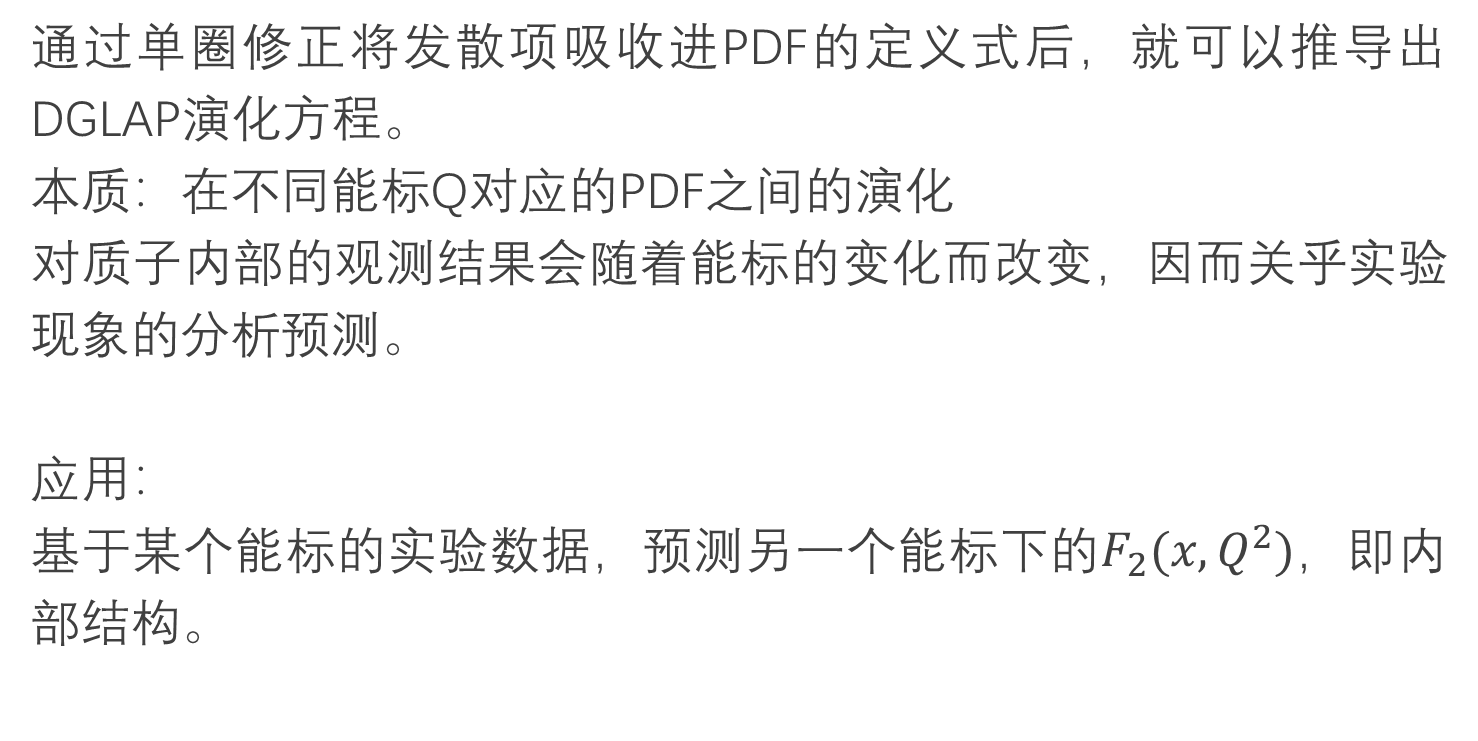 通过单圈修正将发散项吸收进PDF的定义式后，就可以推导出
DGLAP演化方程。
本质：在不同能标Q对应的PDF之间的演化
对质子内部的观测结果会随着能标的变化而改变，因而关乎实验
现象的分析预测。
应用：
基于某个能标的实验数据，预测另一个能标下的𝐹₂(𝑥, 𝑄²)，即内
部结构。